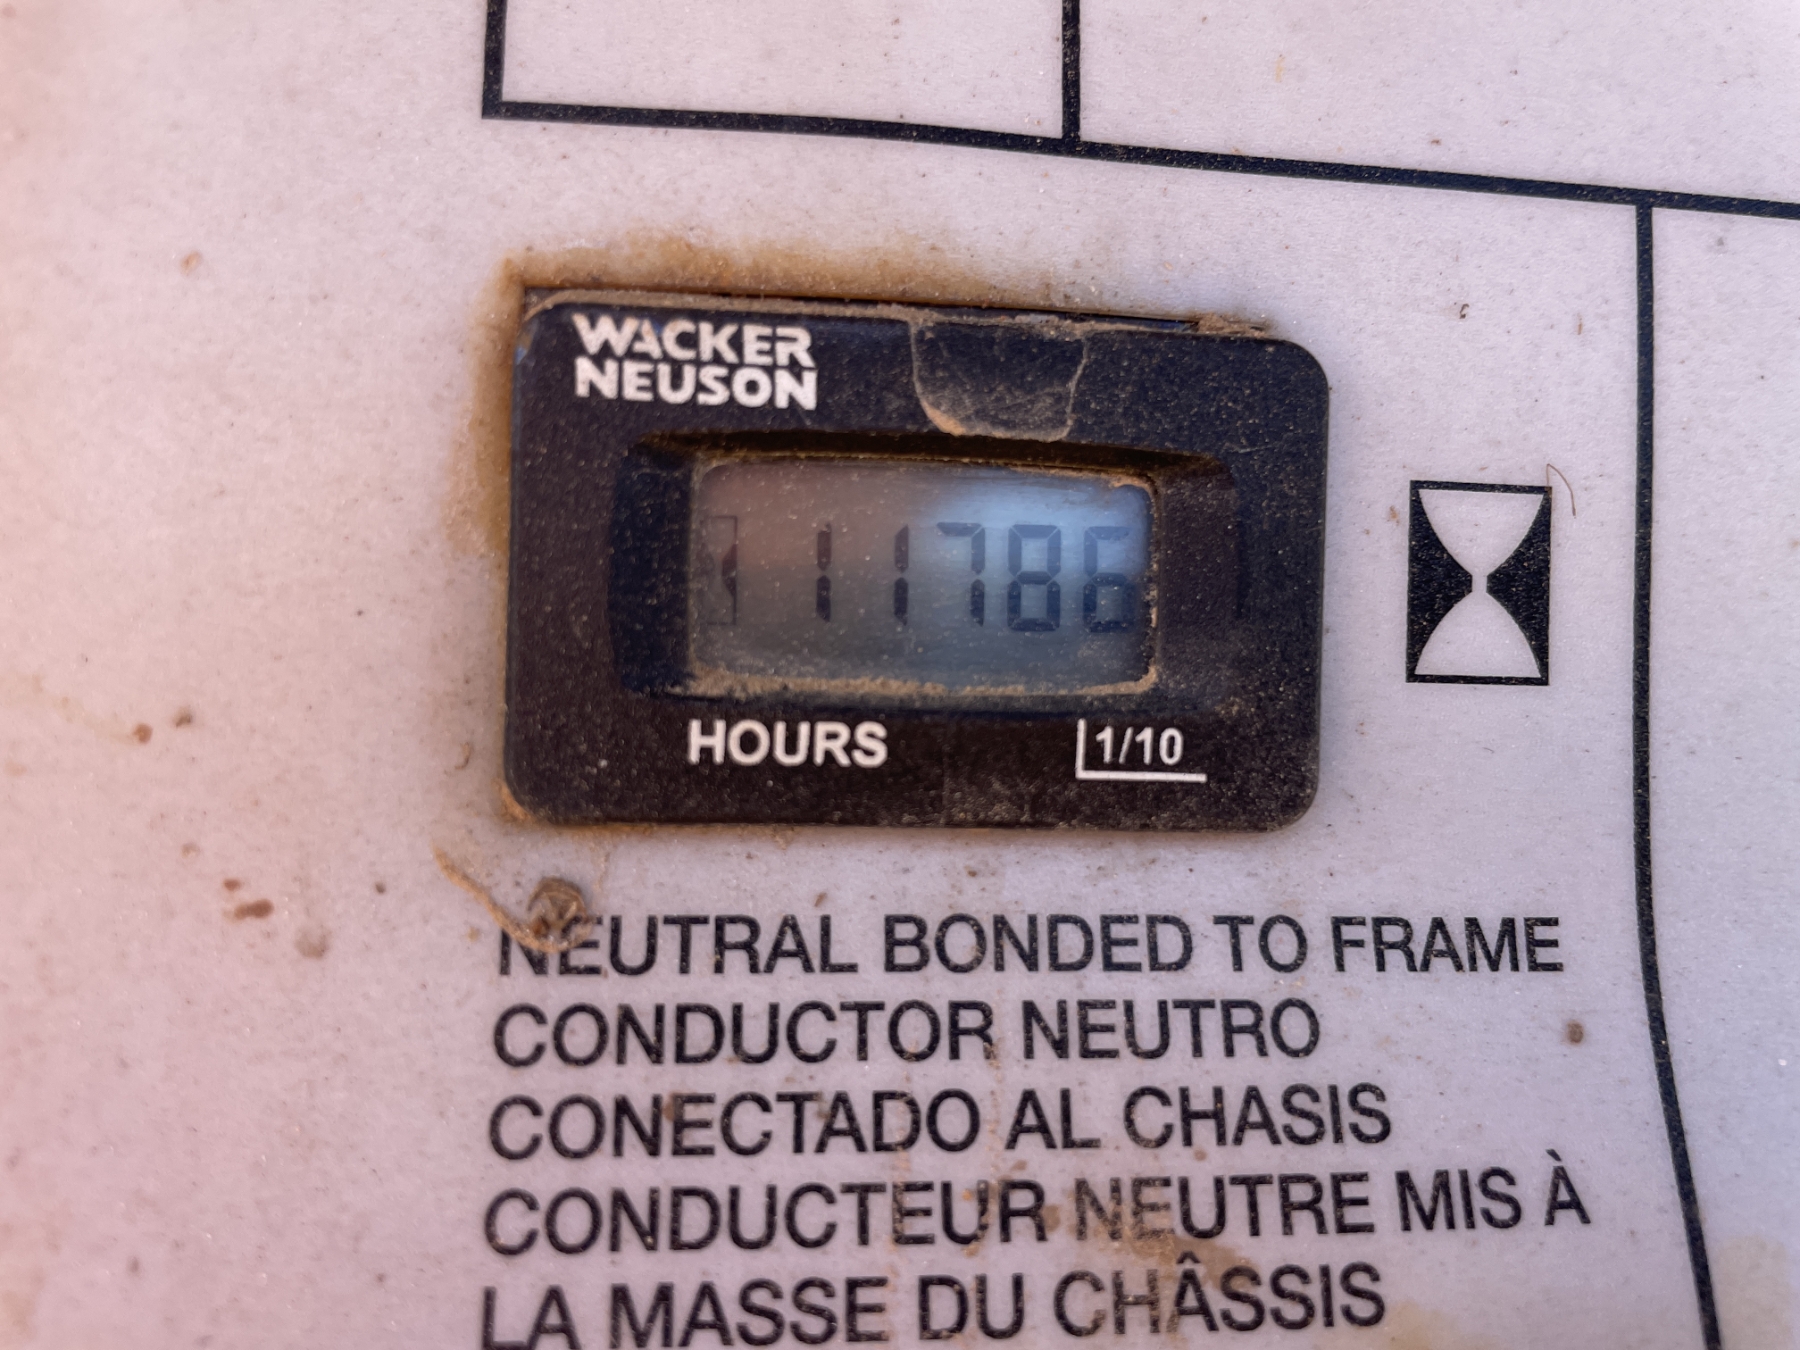 WACKER
NEUSON
11786
HOURS 1/10
NEUTRAL BONDED TO FRAME
CONDUCTOR NEUTRO
CONECTADO AL CHASIS
CONDUCTEUR NEUTRE MIS À
LA MASSE DU CHÂSSIS